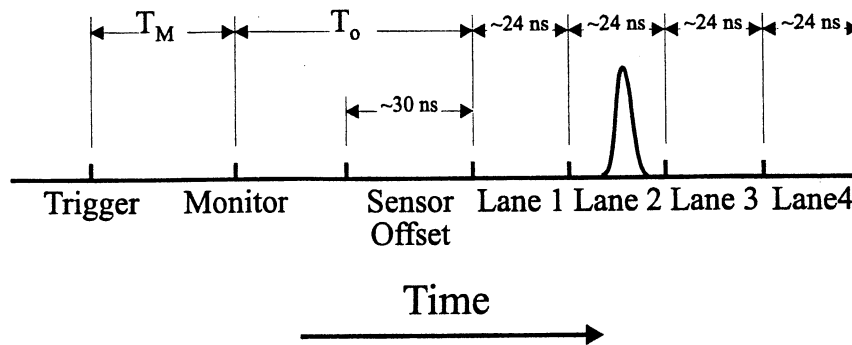 T_M T_o ~24 ns ~24 ns ~24 ns ~24 ns
~30 ns
Trigger Monitor Sensor Lane 1 Lane 2 Lane 3 Lane4
Offset
Time